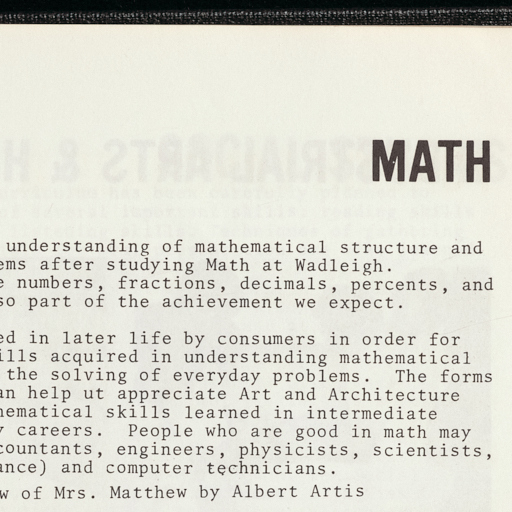 MATH
understanding of mathematical structure and
ems after studying Math at Wadleigh.
e numbers, fractions, decimals, percents, and
so part of the achievement we expect.
ed in later life by consumers in order for
ills acquired in understanding mathematical
the solving of everyday problems. The forms
an help ut appreciate Art and Architecture
hematical skills learned in intermediate
y careers. People who are good in math may
countants, engineers, physicists, scientists,
ance) and computer technicians.
w of Mrs. Matthew by Albert Artis